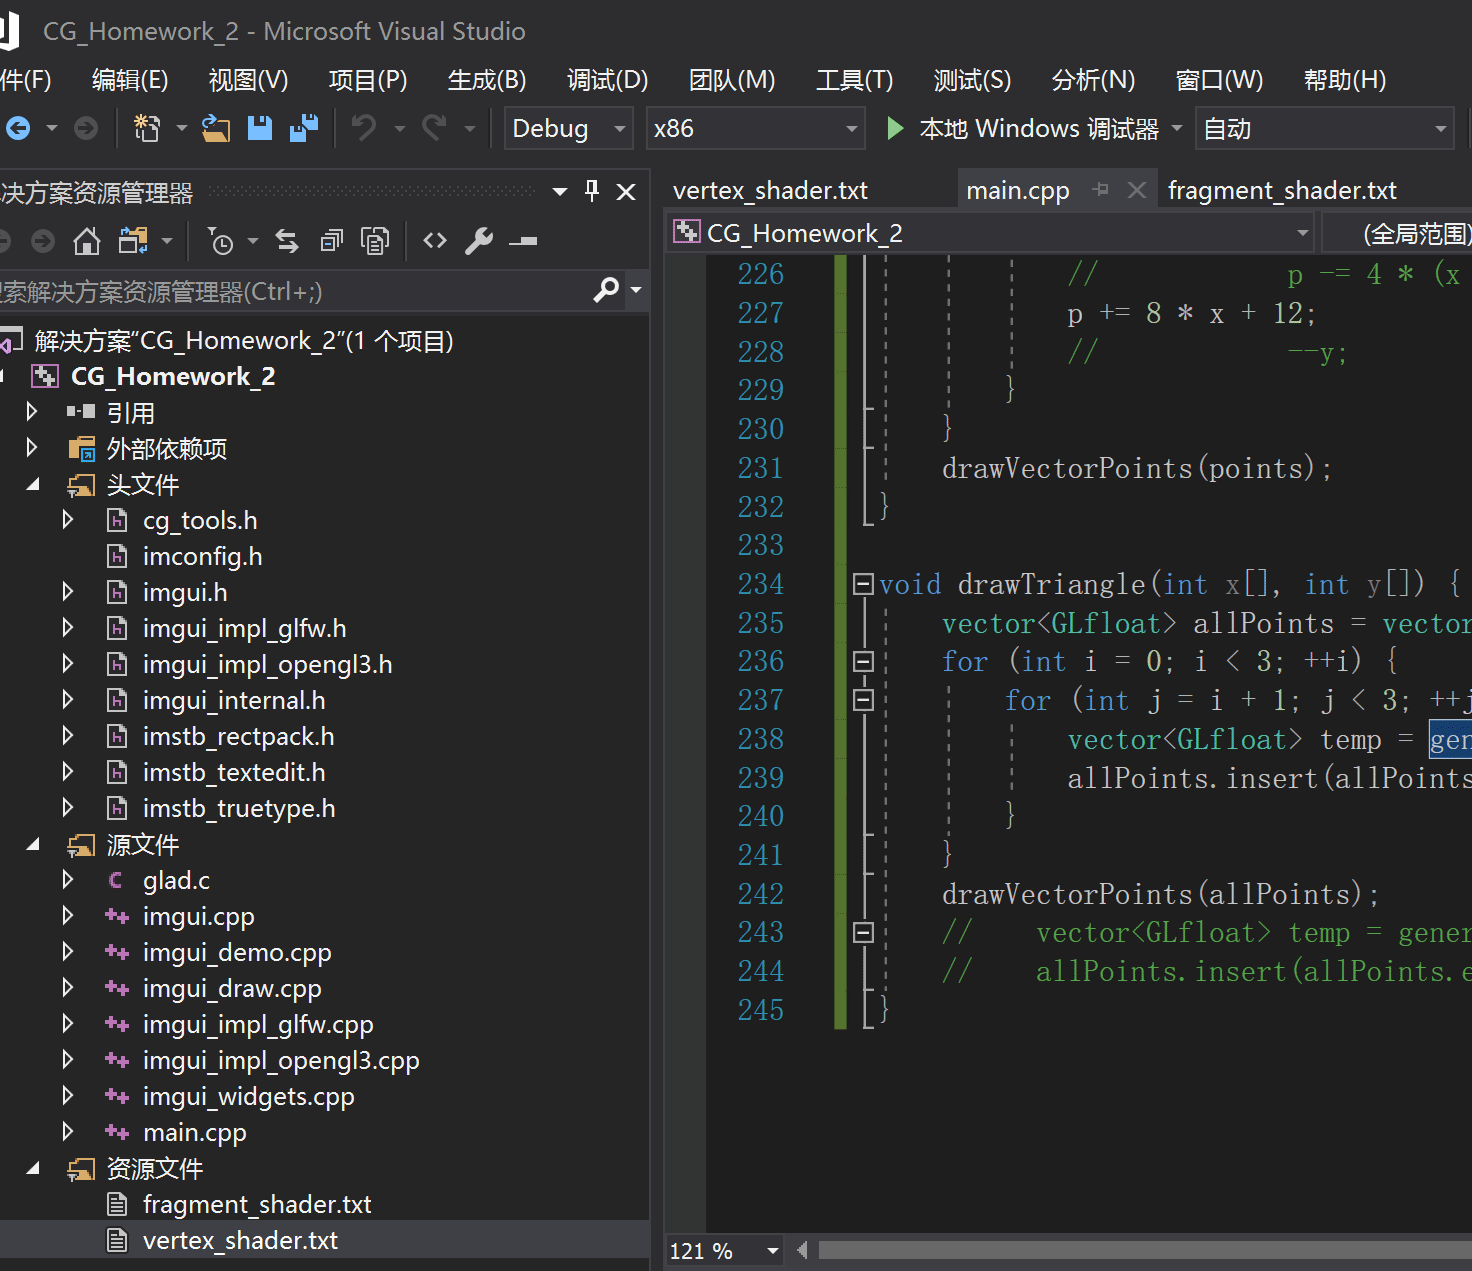 CG_Homework_2 - Microsoft Visual Studio
件(F) 编辑(E) 视图(V) 项目(P) 生成(B) 调试(D) 团队(M) 工具(T) 测试(S) 分析(N) 窗口(W) 帮助(H)
Debug x86 本地 Windows 调试器 自动
决方案资源管理器
索解决方案资源管理器(Ctrl+;)
解决方案“CG_Homework_2”(1 个项目)
CG_Homework_2
引用
外部依赖项
头文件
cg_tools.h
imconfig.h
imgui.h
imgui_impl_glfw.h
imgui_impl_opengl3.h
imgui_internal.h
imstb_rectpack.h
imstb_textedit.h
imstb_truetype.h
源文件
glad.c
imgui.cpp
imgui_demo.cpp
imgui_draw.cpp
imgui_impl_glfw.cpp
imgui_impl_opengl3.cpp
imgui_widgets.cpp
main.cpp
资源文件
fragment_shader.txt
vertex_shader.txt
vertex_shader.txt main.cpp fragment_shader.txt
CG_Homework_2 (全局范围)
226 // p -= 4 * (x
227 p += 8 * x + 12;
228 // --y;
229 }
230 }
231 drawVectorPoints(points);
232 }
233
234 void drawTriangle(int x[], int y[]) {
235 vector<GLfloat> allPoints = vector
236 for (int i = 0; i < 3; ++i) {
237 for (int j = i + 1; j < 3; ++j
238 vector<GLfloat> temp = gen
239 allPoints.insert(allPoints
240 }
241 }
242 drawVectorPoints(allPoints);
243 // vector<GLfloat> temp = gener
244 // allPoints.insert(allPoints.e
245 }
121 %